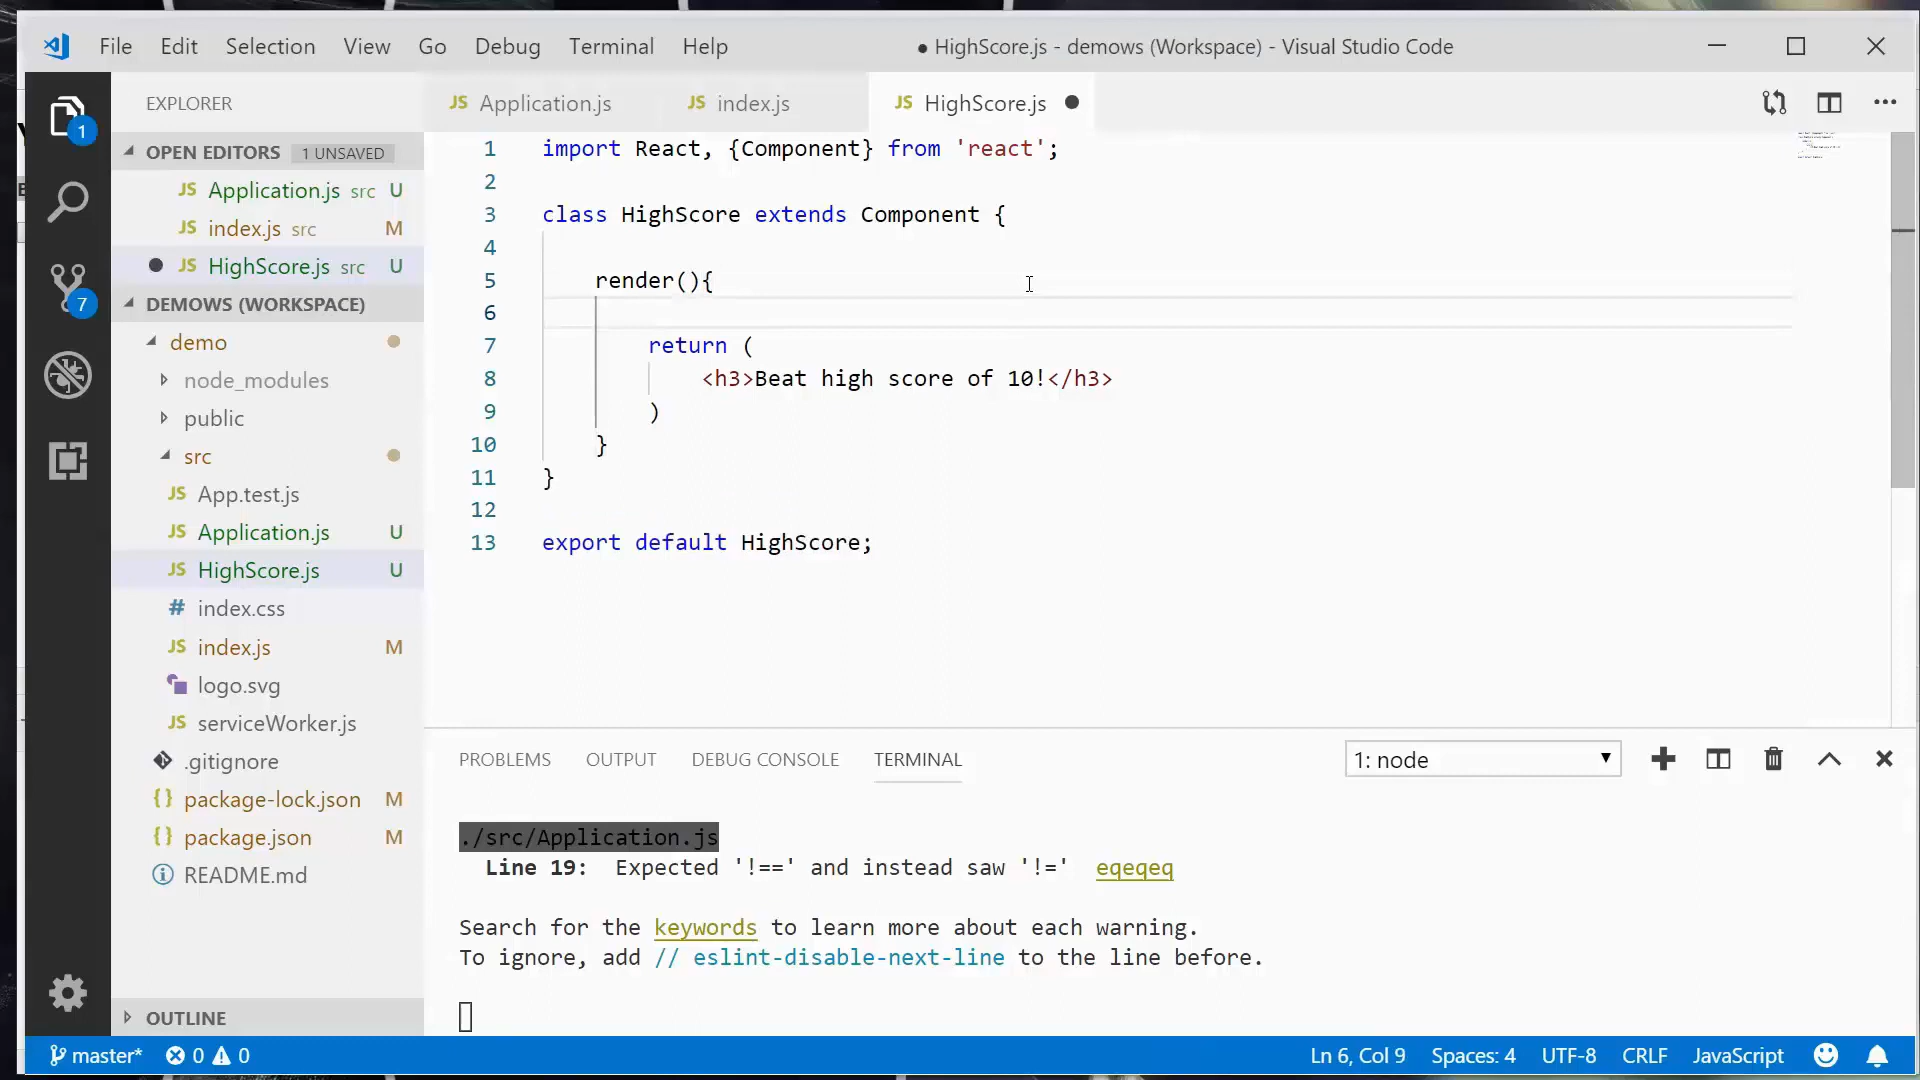 File Edit Selection View Go Debug Terminal Help
● HighScore.js - demows (Workspace) - Visual Studio Code
EXPLORER
OPEN EDITORS 1 UNSAVED
JS Application.js src U
JS index.js src M
JS HighScore.js src U
DEMOWS (WORKSPACE)
demo
node_modules
public
src
JS App.test.js
JS Application.js U
JS HighScore.js U
# index.css
JS index.js M
logo.svg
JS serviceWorker.js
.gitignore
{} package-lock.json M
{} package.json M
README.md
OUTLINE
1
7
JS Application.js
JS index.js
JS HighScore.js
1 import React, {Component} from 'react';
2
3 class HighScore extends Component {
4
5 render(){
6
7 return (
8 <h3>Beat high score of 10!</h3>
9 )
10 }
11 }
12
13 export default HighScore;
PROBLEMS OUTPUT DEBUG CONSOLE TERMINAL
1: node
./src/Application.js
Line 19: Expected '!==' and instead saw '!=' eqeqeq
Search for the keywords to learn more about each warning.
To ignore, add // eslint-disable-next-line to the line before.
master* 0 0
Ln 6, Col 9 Spaces: 4 UTF-8 CRLF JavaScript